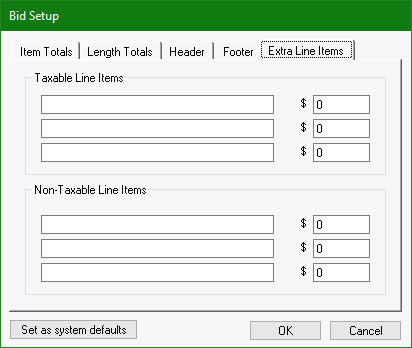 Bid Setup
Item Totals Length Totals Header Footer Extra Line Items
Taxable Line Items
$ 0
$ 0
$ 0
Non-Taxable Line Items
$ 0
$ 0
$ 0
Set as system defaults OK Cancel